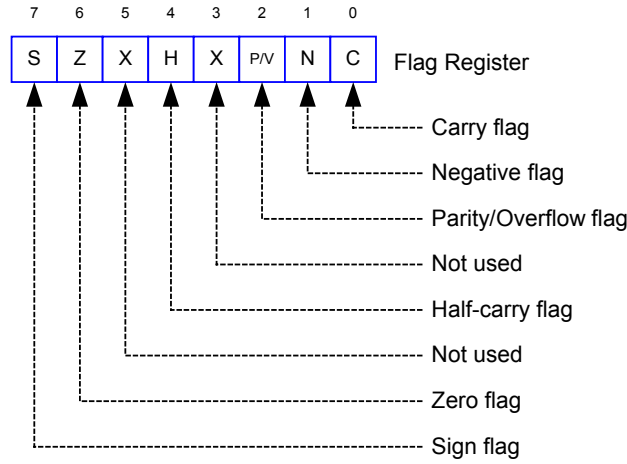 7 6 5 4 3 2 1 0
S Z X H X P/V N C Flag Register
Carry flag
Negative flag
Parity/Overflow flag
Not used
Half-carry flag
Not used
Zero flag
Sign flag